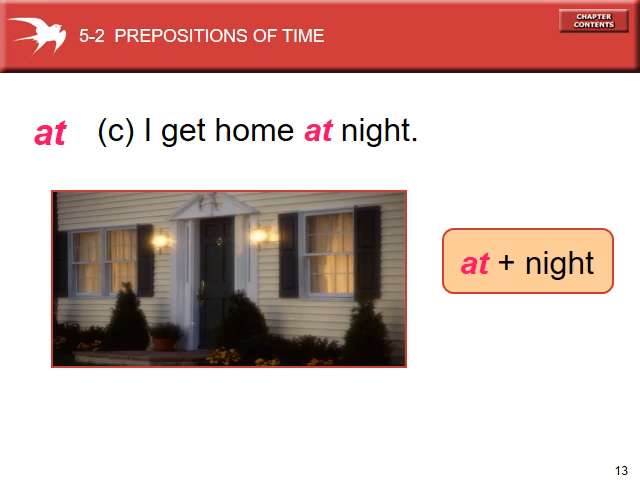 5-2 PREPOSITIONS OF TIME
CHAPTER
CONTENTS
at (c) I get home at night.
at + night
13